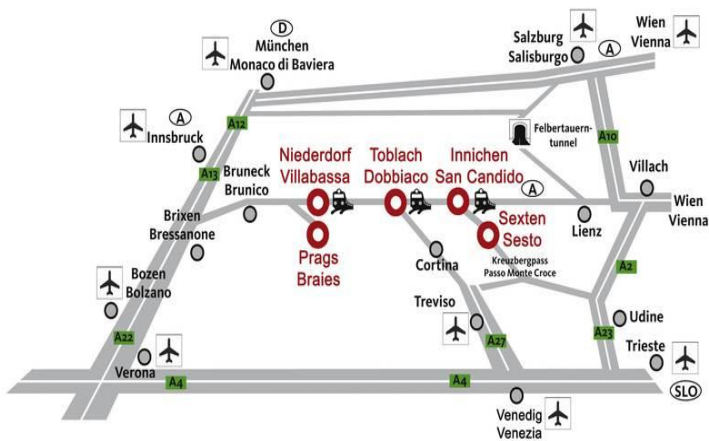 D
München
Monaco di Baviera
Salzburg
Salisburgo
A
Wien
Vienna
A
Innsbruck
A12
A13
Felbertauern-
tunnel
A10
Niederdorf
Villabassa
Toblach
Dobbiaco
Innichen
San Candido
A
Villach
Bruneck
Brunico
Wien
Vienna
Brixen
Bressanone
Sexten
Sesto
Lienz
Prags
Braies
Cortina
Kreuzbergpass
Passo Monte Croce
A2
Bozen
Bolzano
Treviso
Udine
A22
A27
A23
Trieste
Verona
A4
A4
SLO
Venedig
Venezia